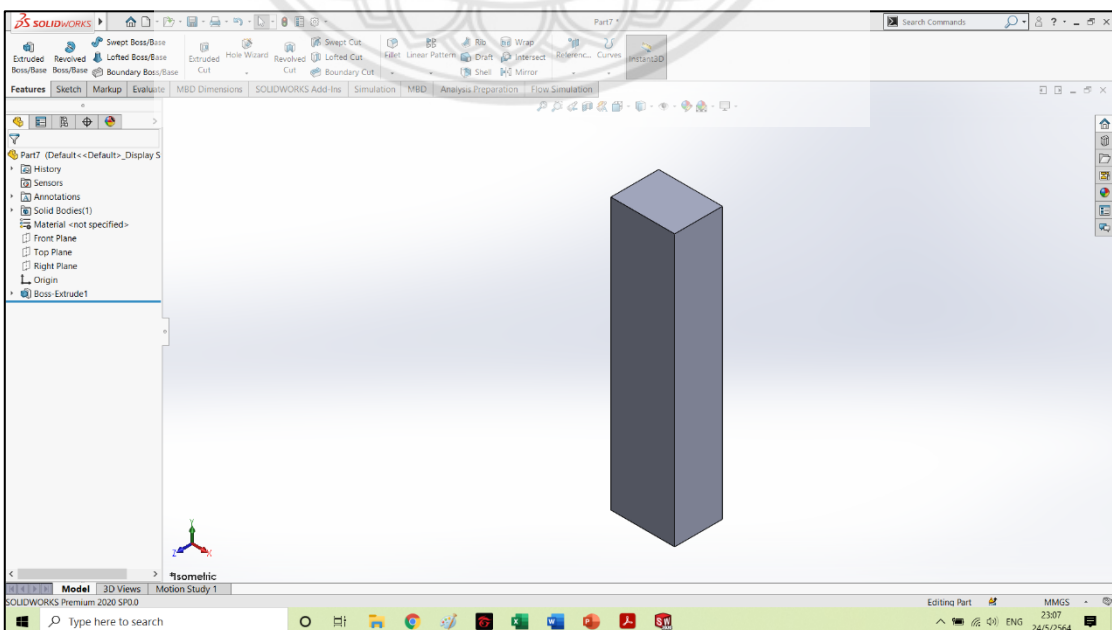 SOLIDWORKS
Part7 *
Search Commands
Extruded Boss/Base
Revolved Boss/Base
Swept Boss/Base
Lofted Boss/Base
Boundary Boss/Base
Extruded Cut
Hole Wizard
Revolved Cut
Swept Cut
Lofted Cut
Boundary Cut
Fillet
Linear Pattern
Rib
Draft
Shell
Wrap
Intersect
Mirror
Referenc...
Curves
Instant3D
Features Sketch Markup Evaluate MBD Dimensions SOLIDWORKS Add-Ins Simulation MBD Analysis Preparation Flow Simulation
Part7 (Default<<Default>_Display S
History
Sensors
Annotations
Solid Bodies(1)
Material <not specified>
Front Plane
Top Plane
Right Plane
Origin
Boss-Extrude1
Y
Z
X
*Isometric
Model 3D Views Motion Study 1
SOLIDWORKS Premium 2020 SP0.0
Editing Part
MMGS
Type here to search
ENG
23:07
24/5/2564